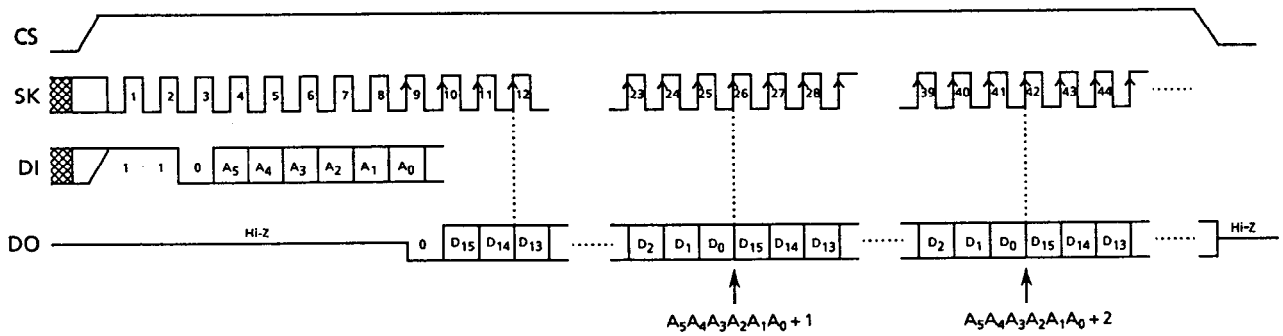 CS
SK 1 2 3 4 5 6 7 8 9 10 11 12 23 24 25 26 27 28 39 40 41 42 43 44 ........
DI 1 1 0 A5 A4 A3 A2 A1 A0
DO Hi-Z 0 D15 D14 D13 ........ D2 D1 D0 D15 D14 D13 ........ D2 D1 D0 D15 D14 D13 ........ Hi-Z
A5A4A3A2A1A0 + 1 A5A4A3A2A1A0 + 2